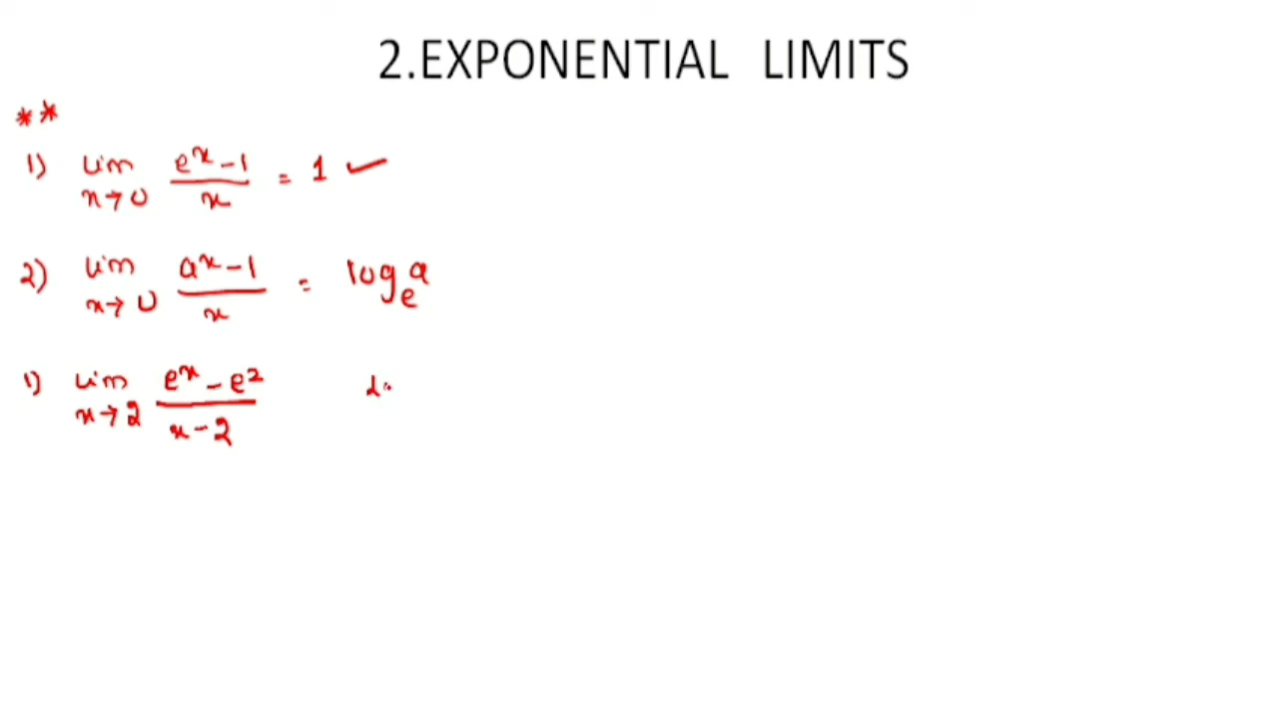 2.EXPONENTIAL LIMITS
**
1) lim x→0 (e^x - 1)/x = 1 ✓
2) lim x→0 (a^x - 1)/x = log_e a
1) lim x→2 (e^x - e^2)/(x - 2)